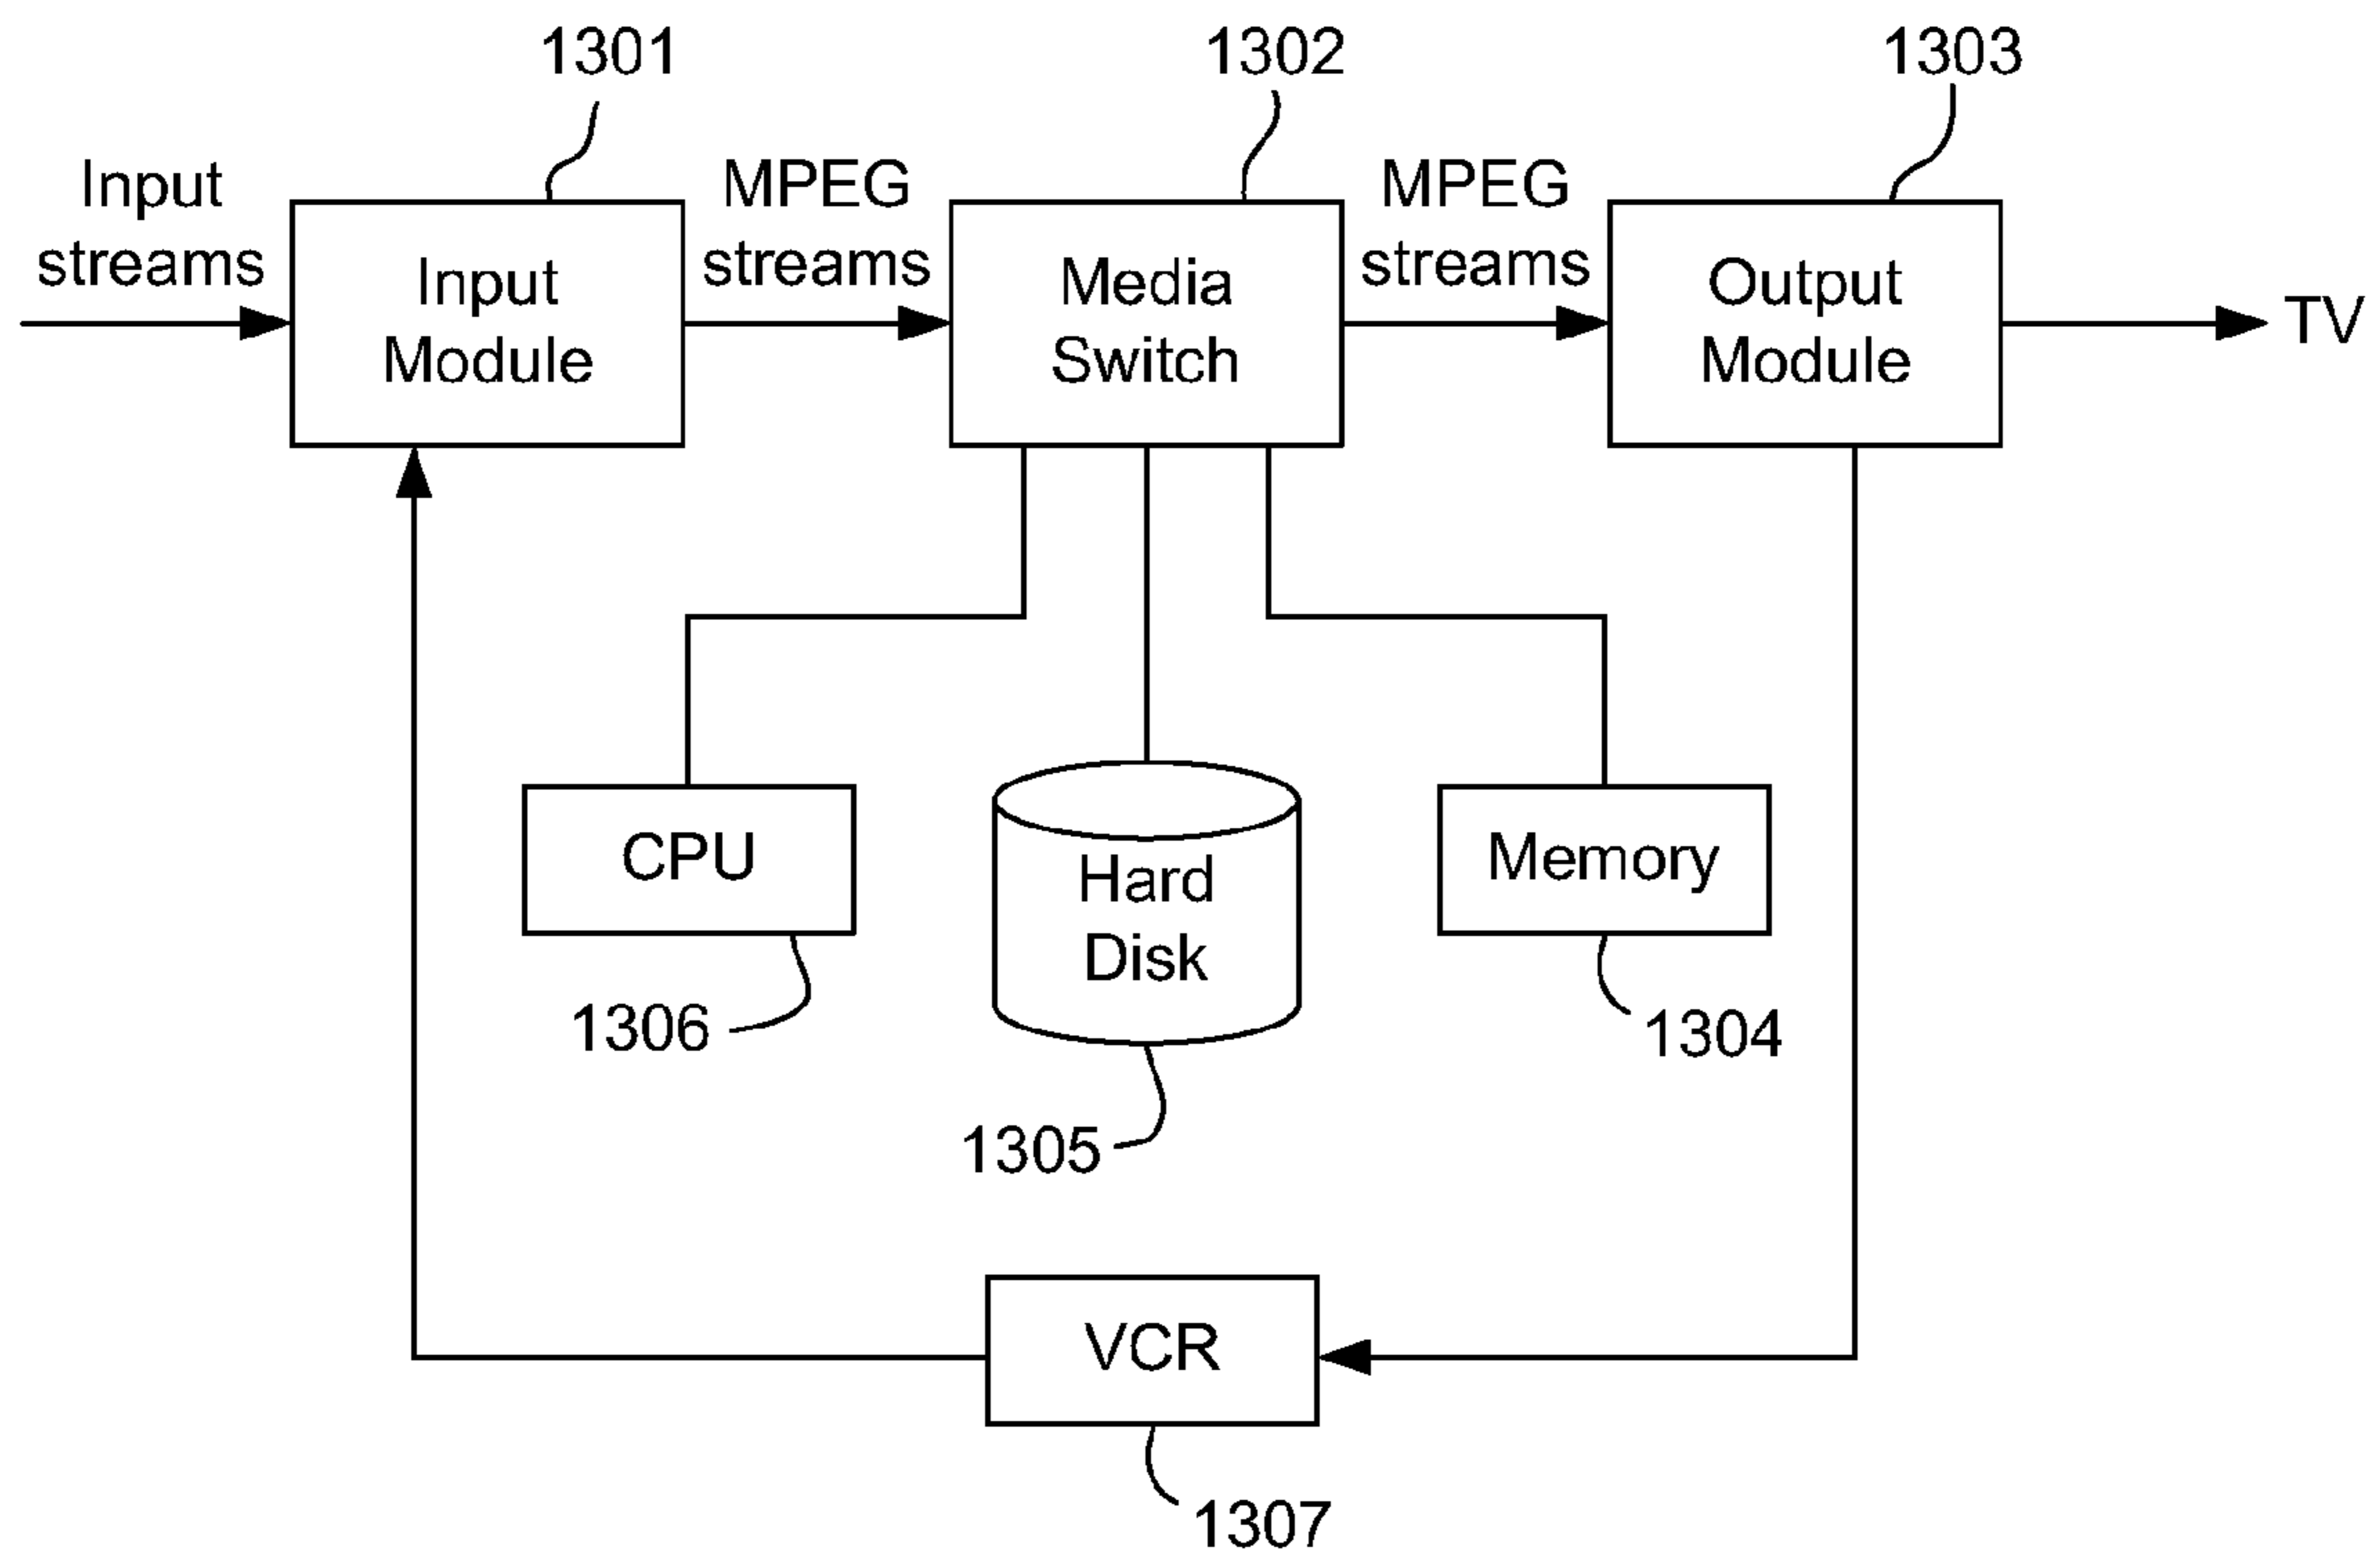 1301
1302
1303
Input
streams
MPEG
streams
MPEG
streams
Input
Module
Media
Switch
Output
Module
TV
CPU
Hard
Disk
Memory
1306
1304
1305
VCR
1307